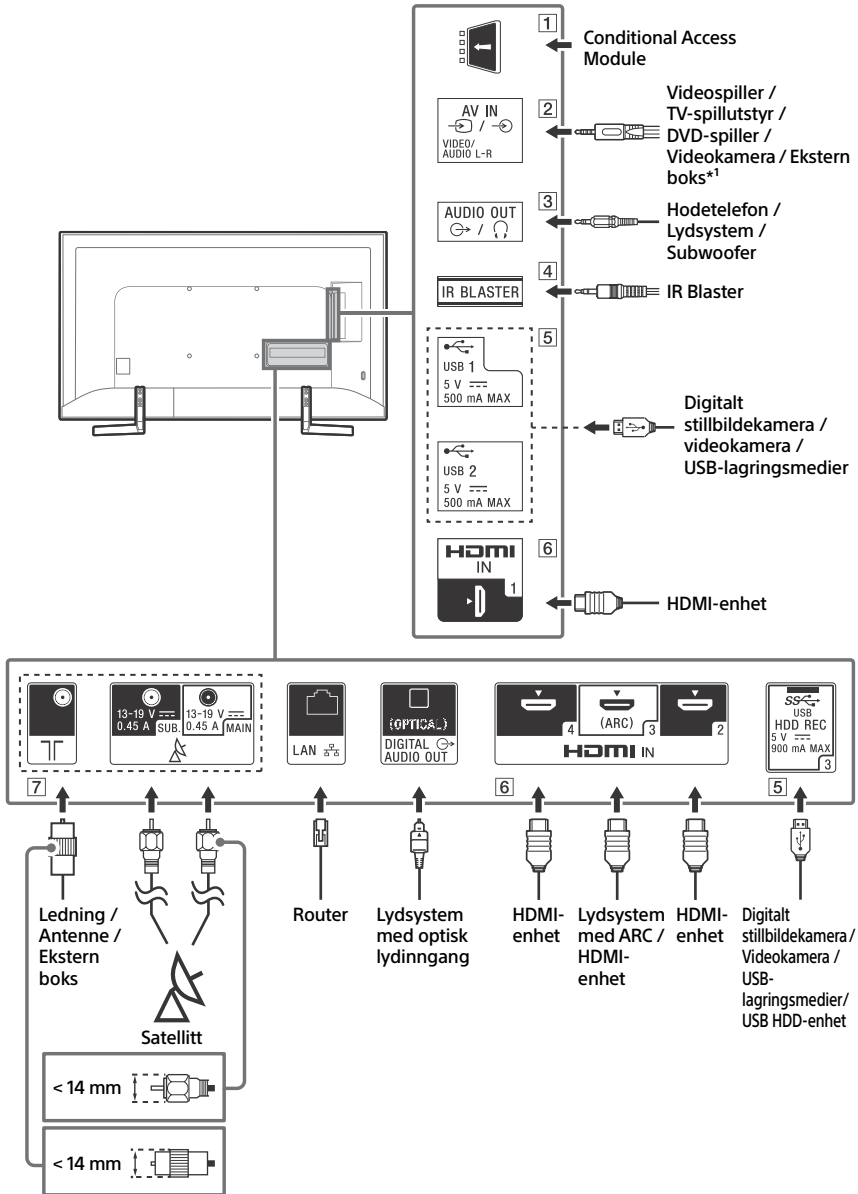 1
Conditional Access
Module
AV IN
/
VIDEO/
AUDIO L-R
2
Videospiller /
TV-spillutstyr /
DVD-spiller /
Videokamera / Ekstern
boks*1
AUDIO OUT
/
3
Hodetelefon /
Lydsystem /
Subwoofer
IR BLASTER
4
IR Blaster
5
USB 1
5 V
500 mA MAX
USB 2
5 V
500 mA MAX
Digitalt
stillbildekamera /
videokamera /
USB-lagringsmedier
HDMI
IN
1
6
HDMI-enhet
13-19 V
0.45 A
SUB.
13-19 V
0.45 A
MAIN
LAN
(OPTICAL)
DIGITAL
AUDIO OUT
4
(ARC)
3
2
HDMI IN
SS
USB
HDD REC
5 V
900 mA MAX
3
7
6
5
Ledning /
Antenne /
Ekstern
boks
Satellitt
Router
Lydsystem
med optisk
lydinngang
HDMI-
enhet
Lydsystem
med ARC /
HDMI-
enhet
HDMI-
enhet
Digitalt
stillbildekamera/
Videokamera /
USB-
lagringsmedier/
USB HDD-enhet
< 14 mm
< 14 mm